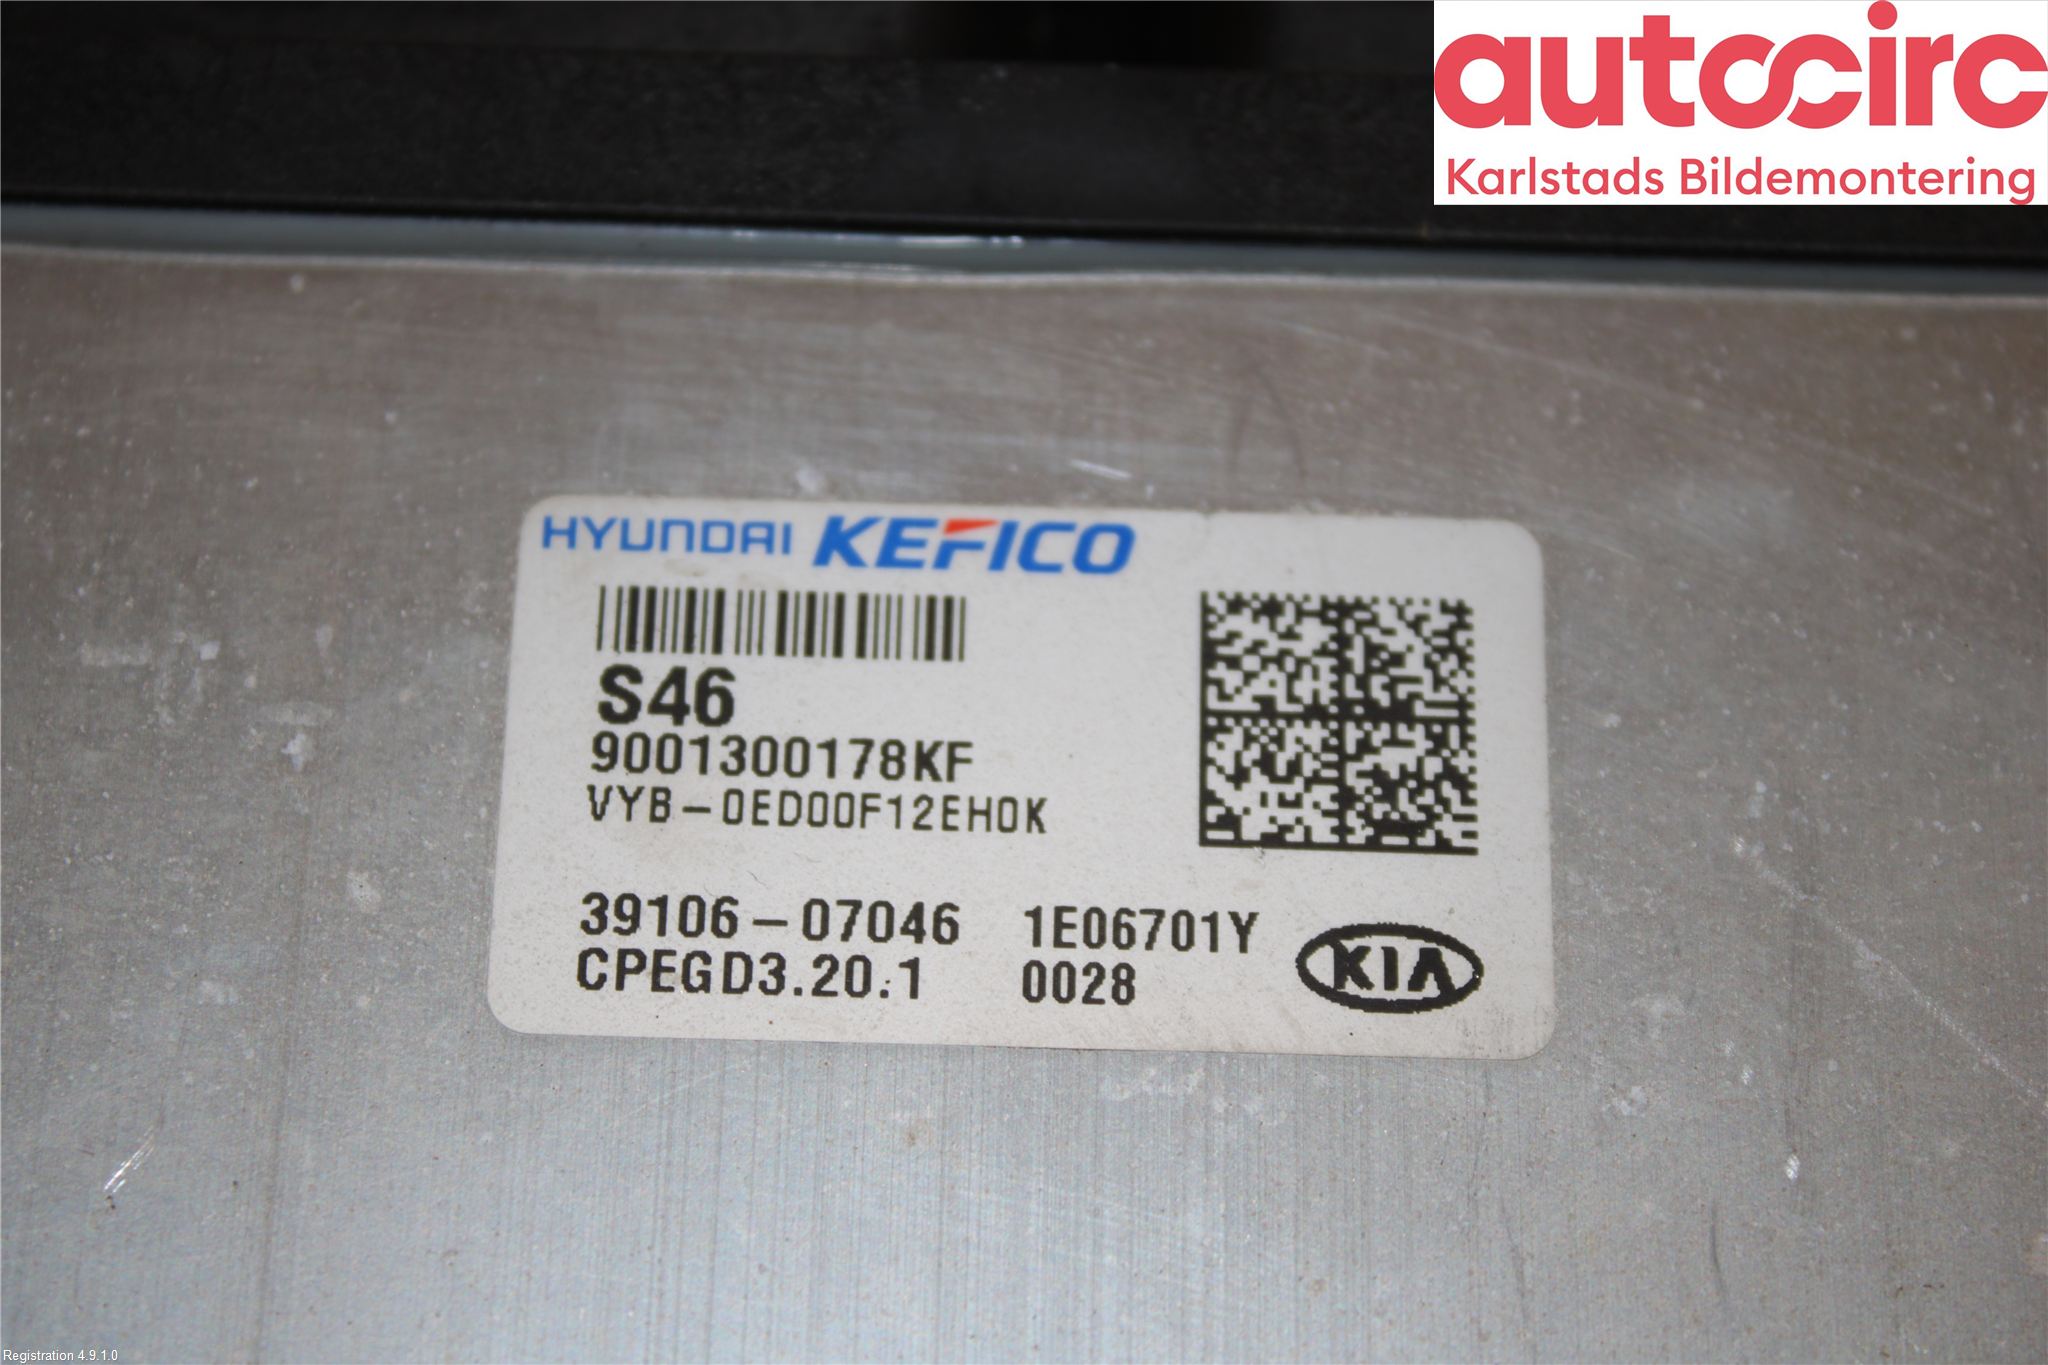 autocirc
Karlstads Bildemontering
HYUNDAI KEFICO
S46
9001300178KF
VYB-0ED00F12EH0K
39106-07046 1E06701Y
CPEGD3.20.1 0028
KIA
Registration 4.9.1.0